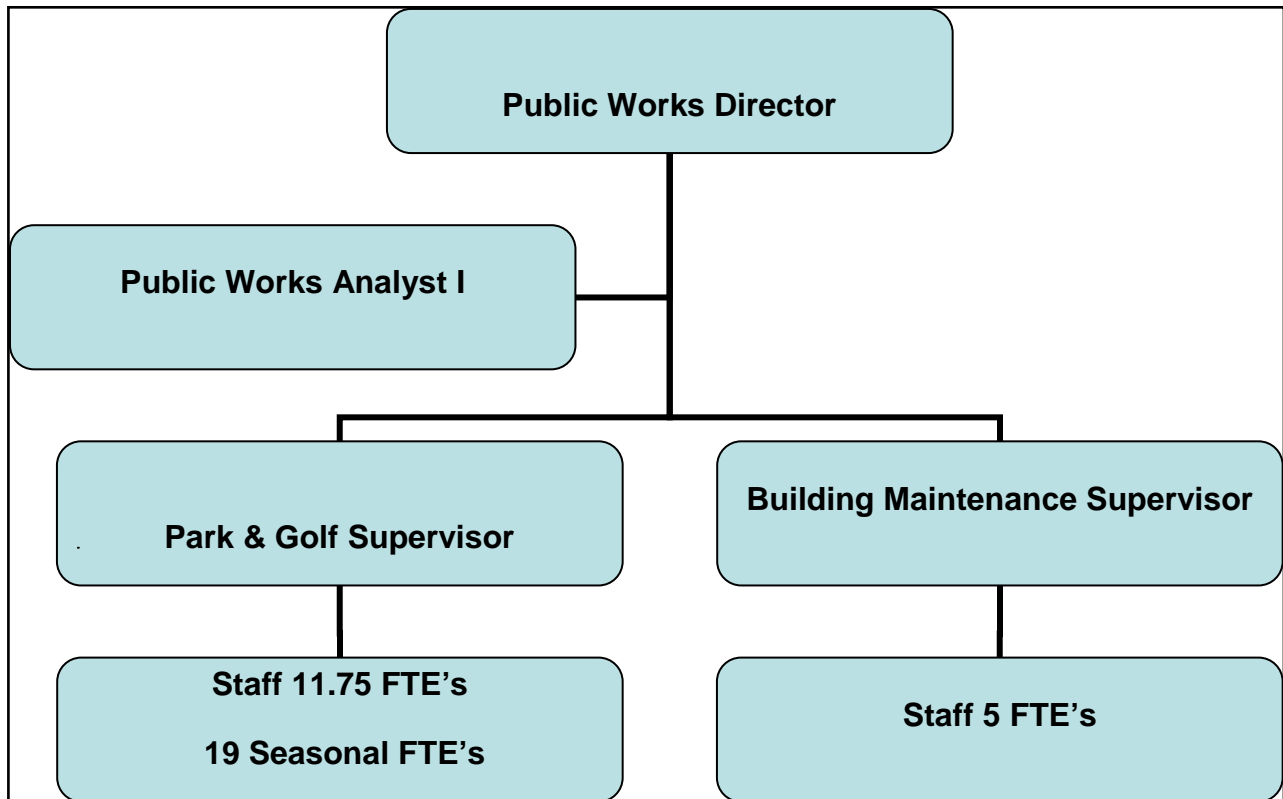 Public Works Director
Public Works Analyst I
Park & Golf Supervisor
.
Building Maintenance Supervisor
Staff 11.75 FTE’s
19 Seasonal FTE’s
Staff 5 FTE’s